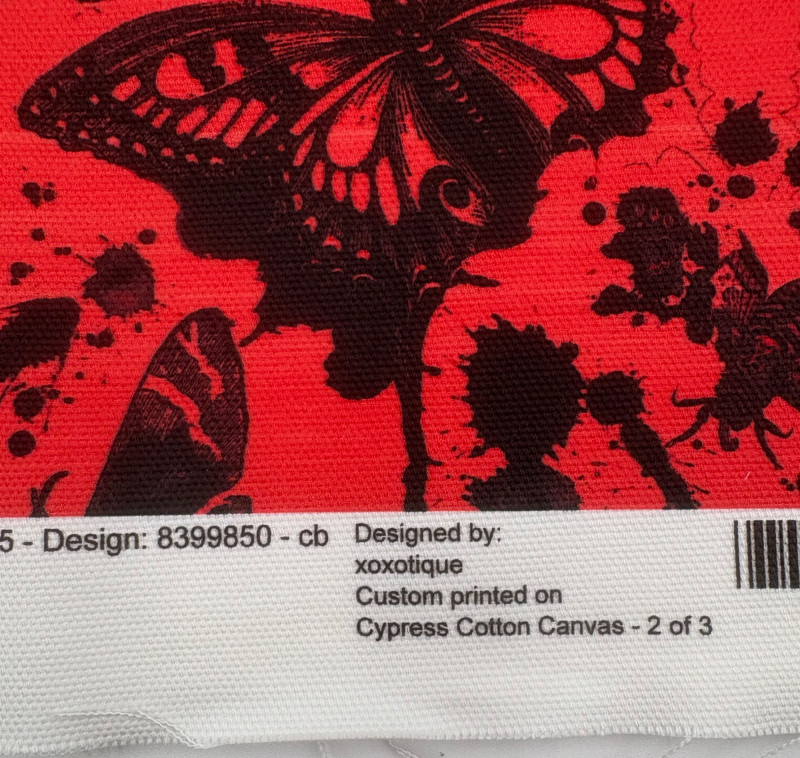 5 - Design: 8399850 - cb
Designed by:
xoxotique
Custom printed on
Cypress Cotton Canvas - 2 of 3